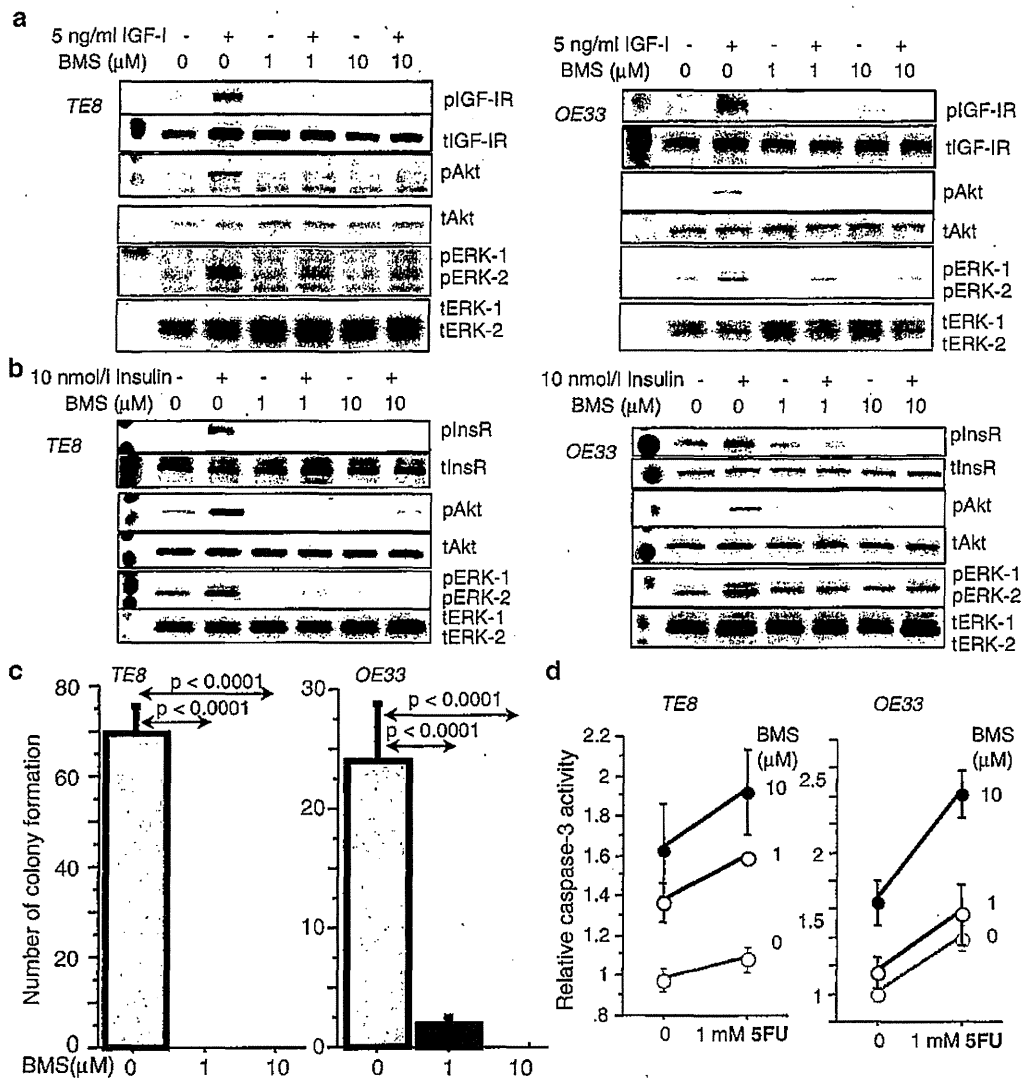 a
5 ng/ml IGF-I - + - + - +
BMS (μM) 0 0 1 1 10 10
TE8
pIGF-IR
tIGF-IR
pAkt
tAkt
pERK-1
pERK-2
tERK-1
tERK-2
5 ng/ml IGF-I - + - + - +
BMS (μM) 0 0 1 1 10 10
OE33
pIGF-IR
tIGF-IR
pAkt
tAkt
pERK-1
pERK-2
tERK-1
tERK-2
b
10 nmol/l Insulin - + - + - +
BMS (μM) 0 0 1 1 10 10
TE8
pInsR
tInsR
pAkt
tAkt
pERK-1
pERK-2
tERK-1
tERK-2
10 nmol/l Insulin - + - + - +
BMS (μM) 0 0 1 1 10 10
OE33
pInsR
tInsR
pAkt
tAkt
pERK-1
pERK-2
tERK-1
tERK-2
c
TE8
Number of colony formation
80
60
40
20
0
p < 0.0001
p < 0.0001
BMS(μM) 0 1 10
OE33
30
20
10
0
p < 0.0001
p < 0.0001
0 1 10
d
TE8
Relative caspase-3 activity
2.2
2
1.8
1.6
1.4
1.2
1
.8
BMS
(μM)
10
1
0
0 1 mM 5FU
OE33
2.5
2
1.5
1
BMS
(μM)
10
1
0
0 1 mM 5FU